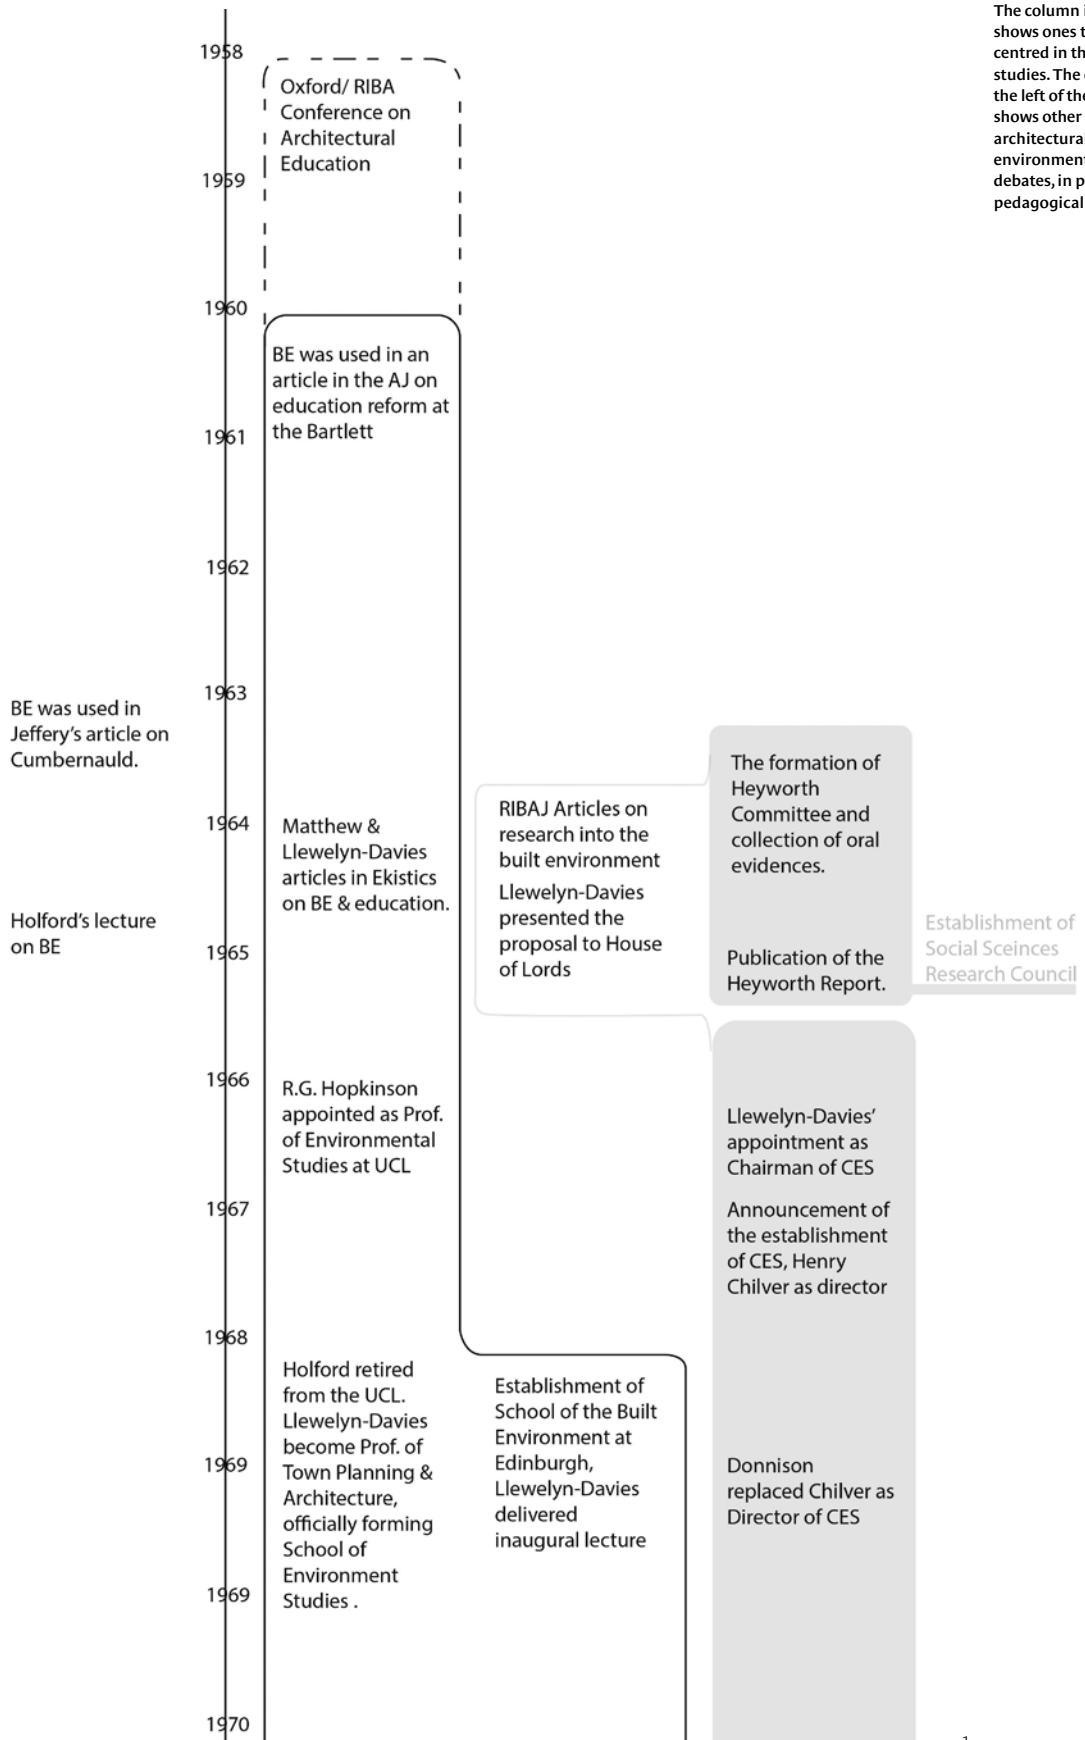 The column i
shows ones t
centred in th
studies. The
the left of the
shows other
architectural
environment
debates, in p
pedagogical
1958
Oxford/ RIBA
Conference on
Architectural
Education
1959
1960
BE was used in an
article in the AJ on
education reform at
the Bartlett
1961
1962
1963
BE was used in
Jeffery's article on
Cumbernauld.
The formation of
Heyworth
Committee and
collection of oral
evidences.
RIBAJ Articles on
research into the
built environment
Llewelyn-Davies
presented the
proposal to House
of Lords
1964
Matthew &
Llewelyn-Davies
articles in Ekistics
on BE & education.
Holford's lecture
on BE
1965
Publication of the
Heyworth Report.
Establishment of
Social Sceinces
Research Council
1966
R.G. Hopkinson
appointed as Prof.
of Environmental
Studies at UCL
Llewelyn-Davies'
appointment as
Chairman of CES
1967
Announcement of
the establishment
of CES, Henry
Chilver as director
1968
Holford retired
from the UCL.
Llewelyn-Davies
become Prof. of
Town Planning &
Architecture,
officially forming
School of
Environment
Studies .
Establishment of
School of the Built
Environment at
Edinburgh,
Llewelyn-Davies
delivered
inaugural lecture
1969
Donnison
replaced Chilver as
Director of CES
1969
1970
1